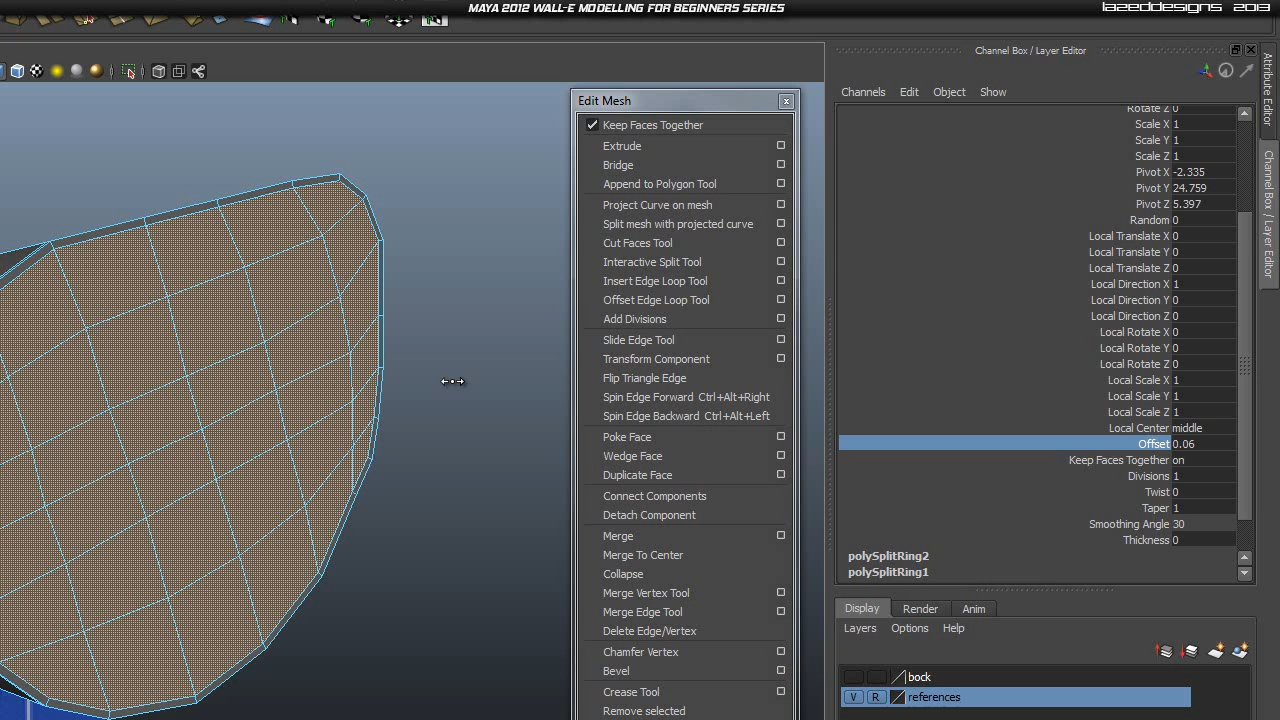 MAYA 2012 WALL-E MODELLING FOR BEGINNERS SERIES
LAZEDDESIGNS 2013
Channel Box / Layer Editor
Channels Edit Object Show
Edit Mesh
Keep Faces Together
Extrude
Bridge
Append to Polygon Tool
Project Curve on mesh
Split mesh with projected curve
Cut Faces Tool
Interactive Split Tool
Insert Edge Loop Tool
Offset Edge Loop Tool
Add Divisions
Slide Edge Tool
Transform Component
Flip Triangle Edge
Spin Edge Forward Ctrl+Alt+Right
Spin Edge Backward Ctrl+Alt+Left
Poke Face
Wedge Face
Duplicate Face
Connect Components
Detach Component
Merge
Merge To Center
Collapse
Merge Vertex Tool
Merge Edge Tool
Delete Edge/Vertex
Chamfer Vertex
Bevel
Crease Tool
Remove selected
Rotate Z 0
Scale X 1
Scale Y 1
Scale Z 1
Pivot X -2.335
Pivot Y 24.759
Pivot Z 5.397
Random 0
Local Translate X 0
Local Translate Y 0
Local Translate Z 0
Local Direction X 1
Local Direction Y 0
Local Direction Z 0
Local Rotate X 0
Local Rotate Y 0
Local Rotate Z 0
Local Scale X 1
Local Scale Y 1
Local Scale Z 1
Local Center middle
Offset 0.06
Keep Faces Together on
Divisions 1
Twist 0
Taper 1
Smoothing Angle 30
Thickness 0
polySplitRing2
polySplitRing1
Display Render Anim
Layers Options Help
bock
V R references
Attribute Editor
Channel Box / Layer Editor